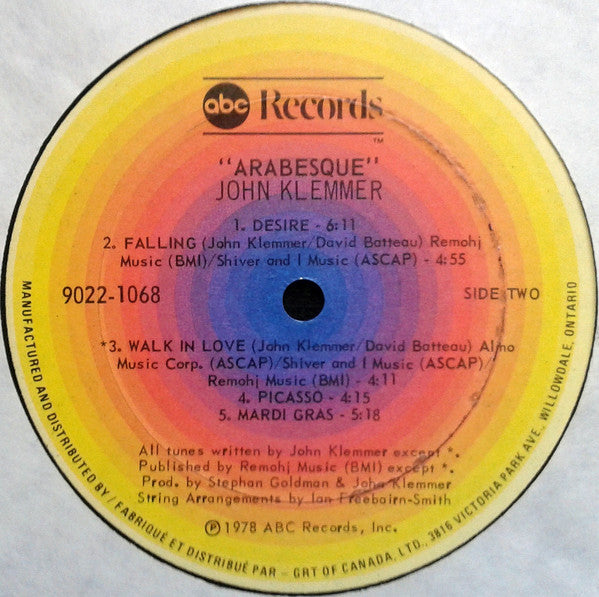 abc Records
TM
"ARABESQUE"
JOHN KLEMMER
1. DESIRE - 6:11
2. FALLING (John Klemmer/David Batteau) Remohj
Music (BMI)/Shiver and I Music (ASCAP) - 4:55
9022-1068
SIDE TWO
*3. WALK IN LOVE (John Klemmer/David Batteau) Almo
Music Corp. (ASCAP)/Shiver and I Music (ASCAP)/
Remohj Music (BMI) - 4:11
4. PICASSO - 4:15
5. MARDI GRAS - 5:18
All tunes written by John Klemmer except *.
Published by Remohj Music (BMI) except *.
Prod. by Stephan Goldman & John Klemmer
String Arrangements by Ian Freebairn-Smith
℗1978 ABC Records, Inc.
MANUFACTURED AND DISTRIBUTED BY / FABRIQUÉ ET DISTRIBUÉ PAR - GRT OF CANADA, LTD., 3816 VICTORIA PARK AVE., WILLOWDALE, ONTARIO